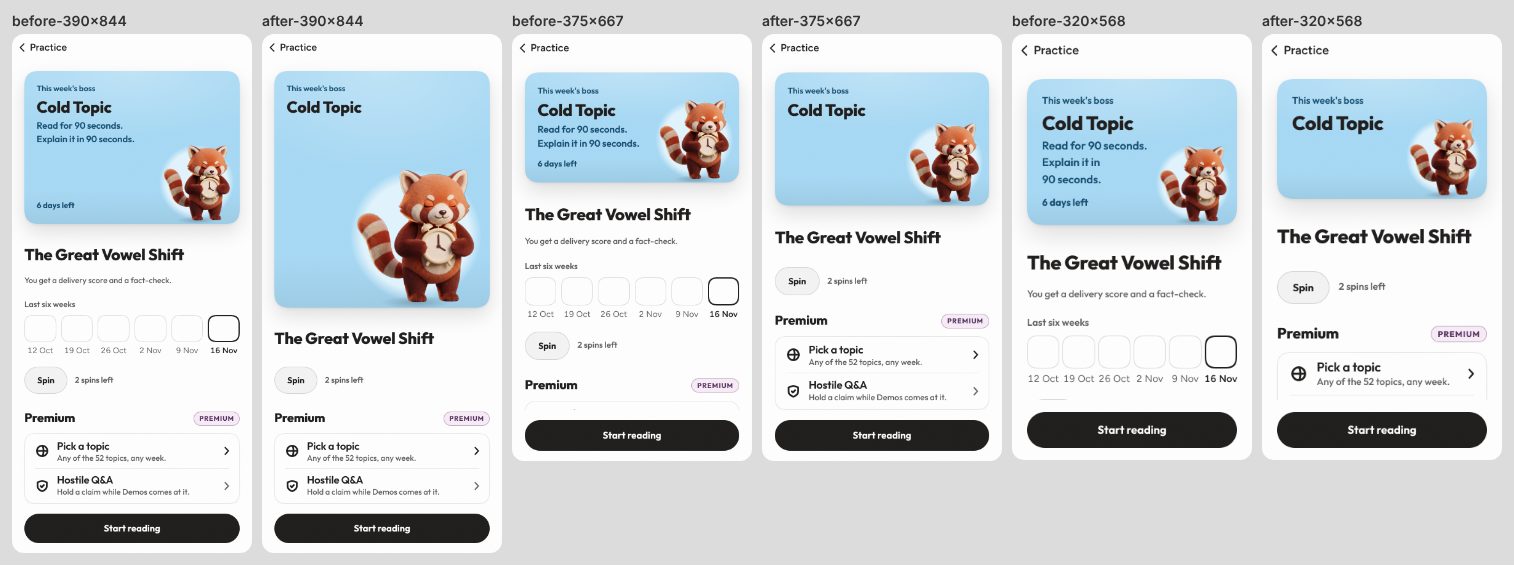 before-390×844
Practice
This week's boss
Cold Topic
Read for 90 seconds.
Explain it in 90 seconds.
6 days left
The Great Vowel Shift
You get a delivery score and a fact-check.
Last six weeks
12 Oct 19 Oct 26 Oct 2 Nov 9 Nov 16 Nov
Spin 2 spins left
Premium PREMIUM
Pick a topic
Any of the 52 topics, any week.
Hostile Q&A
Hold a claim while Demos comes at it.
Start reading
after-390×844
Practice
This week's boss
Cold Topic
The Great Vowel Shift
Spin 2 spins left
Premium PREMIUM
Pick a topic
Any of the 52 topics, any week.
Hostile Q&A
Hold a claim while Demos comes at it.
Start reading
before-375×667
Practice
This week's boss
Cold Topic
Read for 90 seconds.
Explain it in 90 seconds.
6 days left
The Great Vowel Shift
You get a delivery score and a fact-check.
Last six weeks
12 Oct 19 Oct 26 Oct 2 Nov 9 Nov 16 Nov
Spin 2 spins left
Premium PREMIUM
Start reading
after-375×667
Practice
This week's boss
Cold Topic
The Great Vowel Shift
Spin 2 spins left
Premium PREMIUM
Pick a topic
Any of the 52 topics, any week.
Hostile Q&A
Hold a claim while Demos comes at it.
Start reading
before-320×568
Practice
This week's boss
Cold Topic
Read for 90 seconds.
Explain it in
90 seconds.
6 days left
The Great Vowel Shift
You get a delivery score and a fact-check.
Last six weeks
12 Oct 19 Oct 26 Oct 2 Nov 9 Nov 16 Nov
Start reading
after-320×568
Practice
This week's boss
Cold Topic
The Great Vowel Shift
Spin 2 spins left
Premium PREMIUM
Pick a topic
Any of the 52 topics, any week.
Start reading